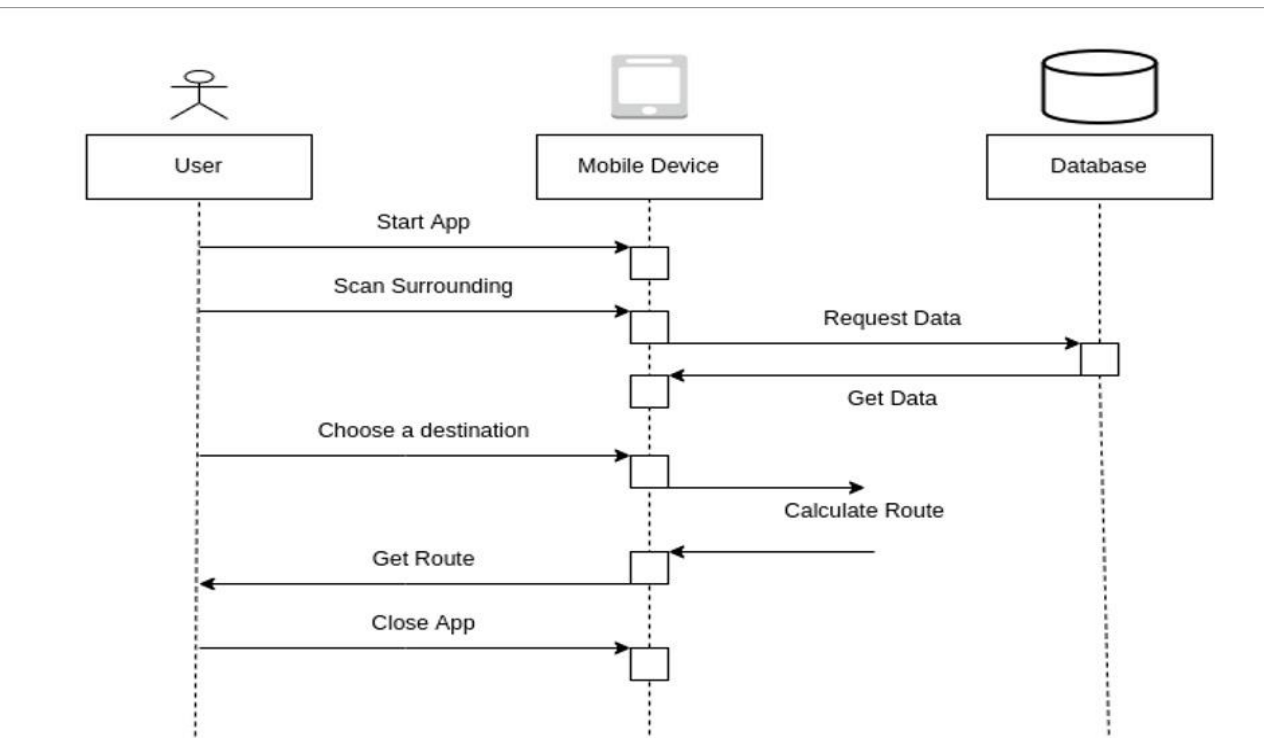 User
Mobile Device
Database
Start App
Scan Surrounding
Request Data
Get Data
Choose a destination
Calculate Route
Get Route
Close App